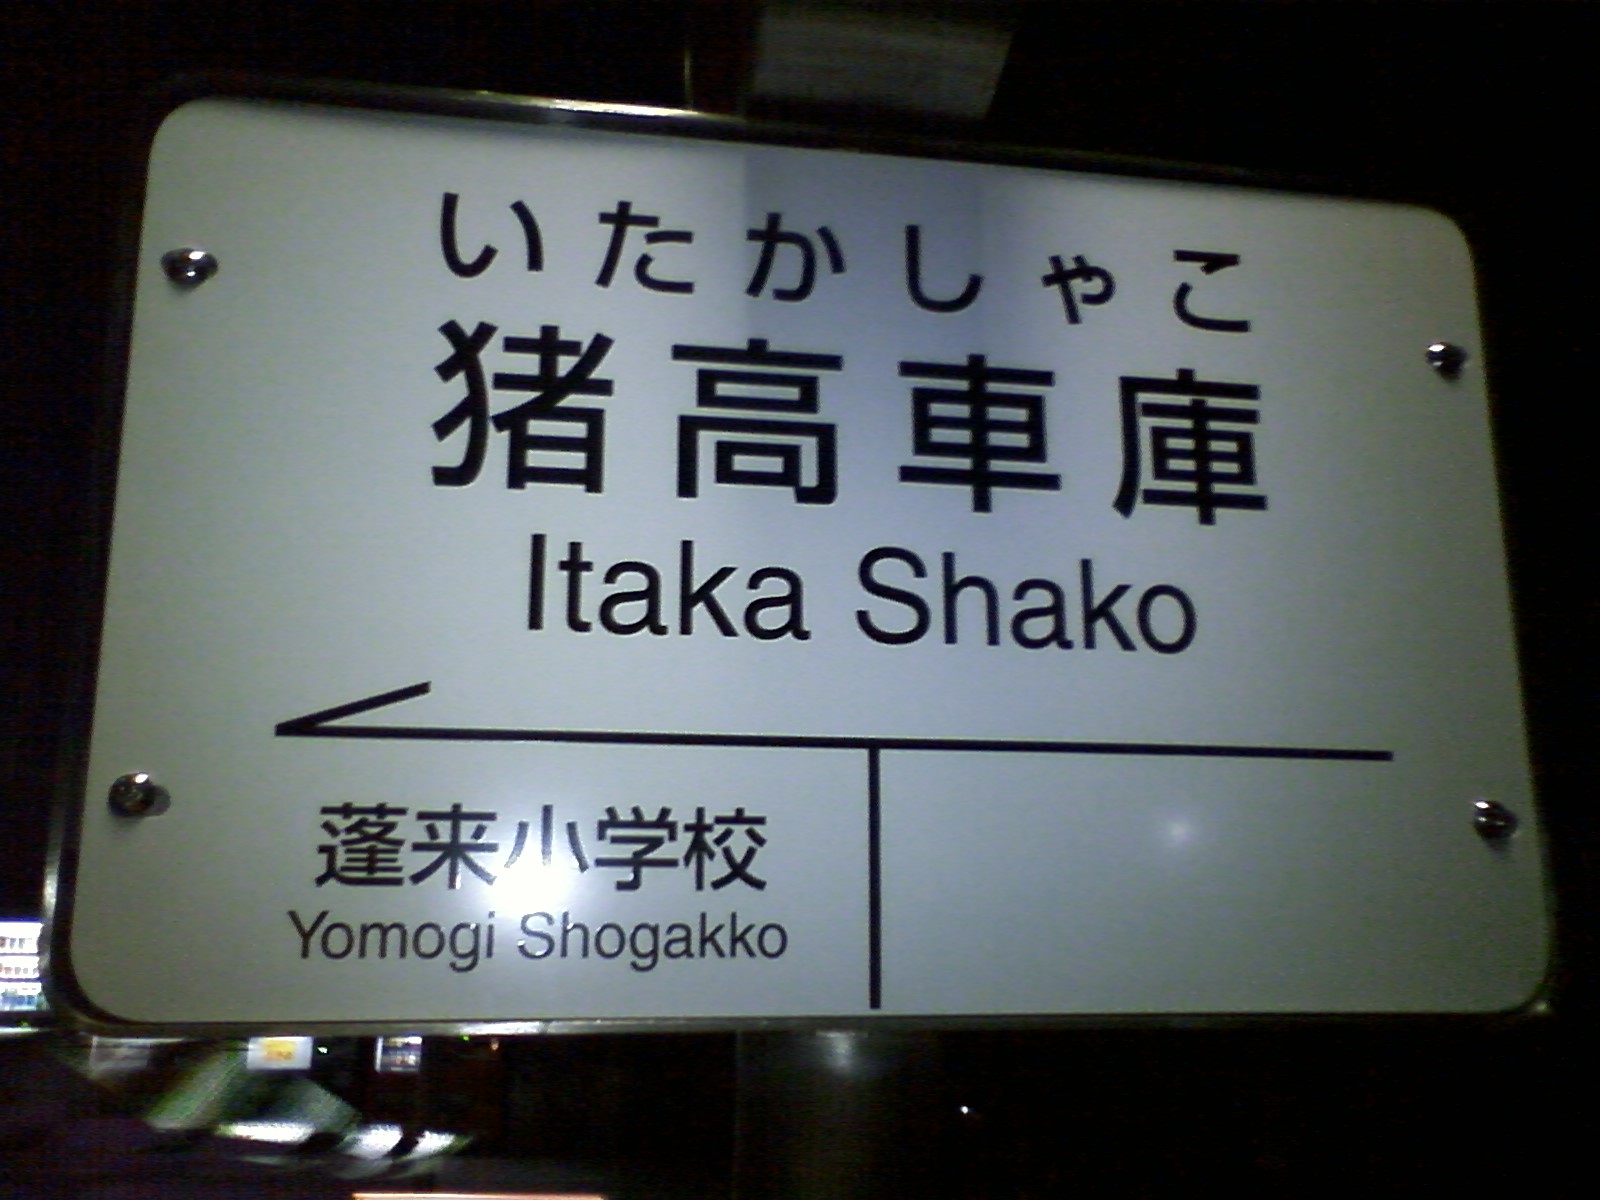 いたかしゃこ
猪高車庫
Itaka Shako
蓬来小学校
Yomogi Shogakko